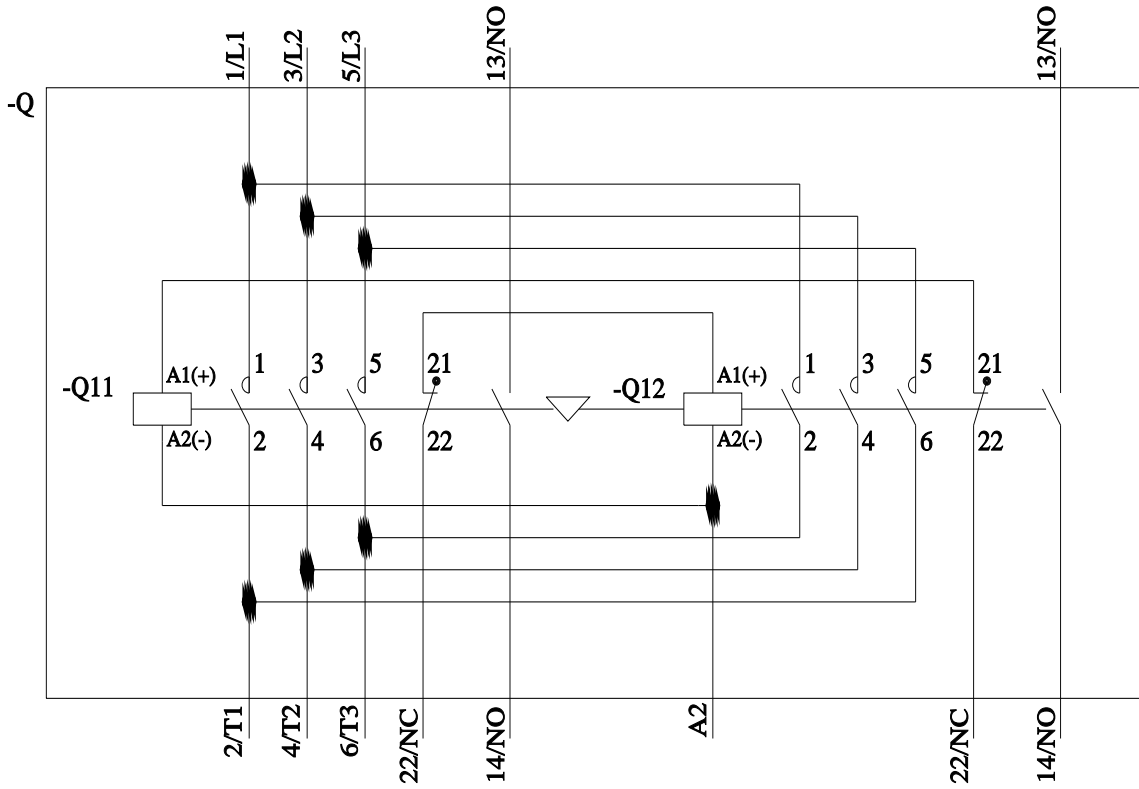 1/L1
3/L2
5/L3
13/NO
13/NO
-Q
1
3
5
21
1
3
5
21
-Q11
A1(+)
-Q12
A1(+)
A2(-)
2
4
6
22
A2(-)
2
4
6
22
2/T1
4/T2
6/T3
22/NC
14/NO
A2
22/NC
14/NO